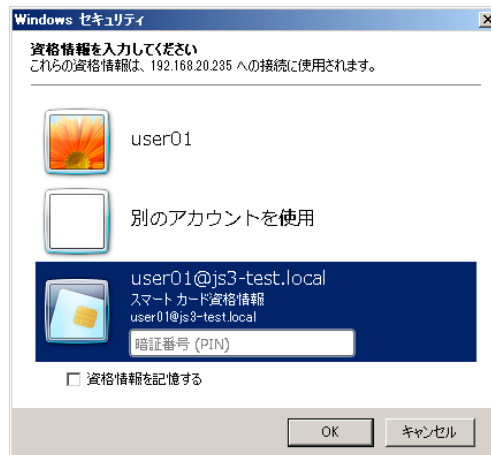 Windows セキュリティ
資格情報を入力してください
これらの資格情報は、192.168.20.235 への接続に使用されます。
user01
別のアカウントを使用
user01@js3-test.local
スマート カード資格情報
user01@js3-test.local
暗証番号 (PIN)
資格情報を記憶する
OK
キャンセル